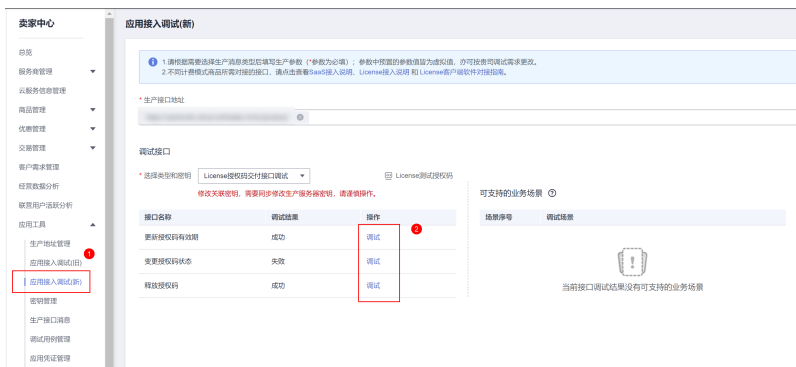 卖家中心
总览
服务商管理
云服务信息管理
商品管理
优惠管理
交易管理
客户需求管理
经营数据分析
联营用户活跃分析
应用工具
生产地址管理
应用接入调试(旧)
1
应用接入调试(新)
密钥管理
生产接口消息
调试用例管理
应用凭证管理
应用接入调试(新)
1.请根据需要选择生产消息类型后填写生产参数（*参数为必填）；参数中预置的参数值皆为虚拟值，亦可按贵司调试需求更改。
2.不同计费模式商品所需对接的接口，请点击查看SaaS接入说明、License接入说明 和 License客户端软件对接指南。
* 生产接口地址
调试接口
* 选择类型和密钥 License授权码交付接口调试 License测试授权码
修改关联密钥，需要同步修改生产服务器密钥，请谨慎操作。
接口名称 调试结果 操作
2
更新授权码有效期 成功 调试
变更授权码状态 失败 调试
释放授权码 成功 调试
可支持的业务场景
场景序号 调试场景
当前接口调试结果没有可支持的业务场景